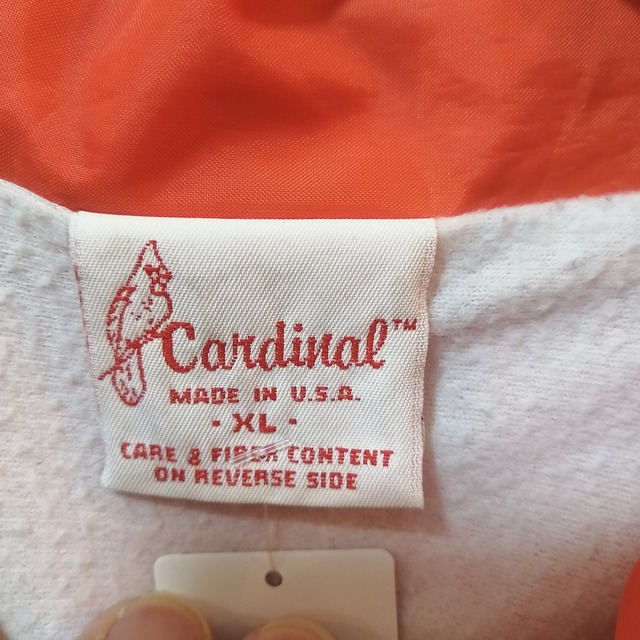 Cardinal™
MADE IN U.S.A.
- XL -
CARE & FIBER CONTENT
ON REVERSE SIDE